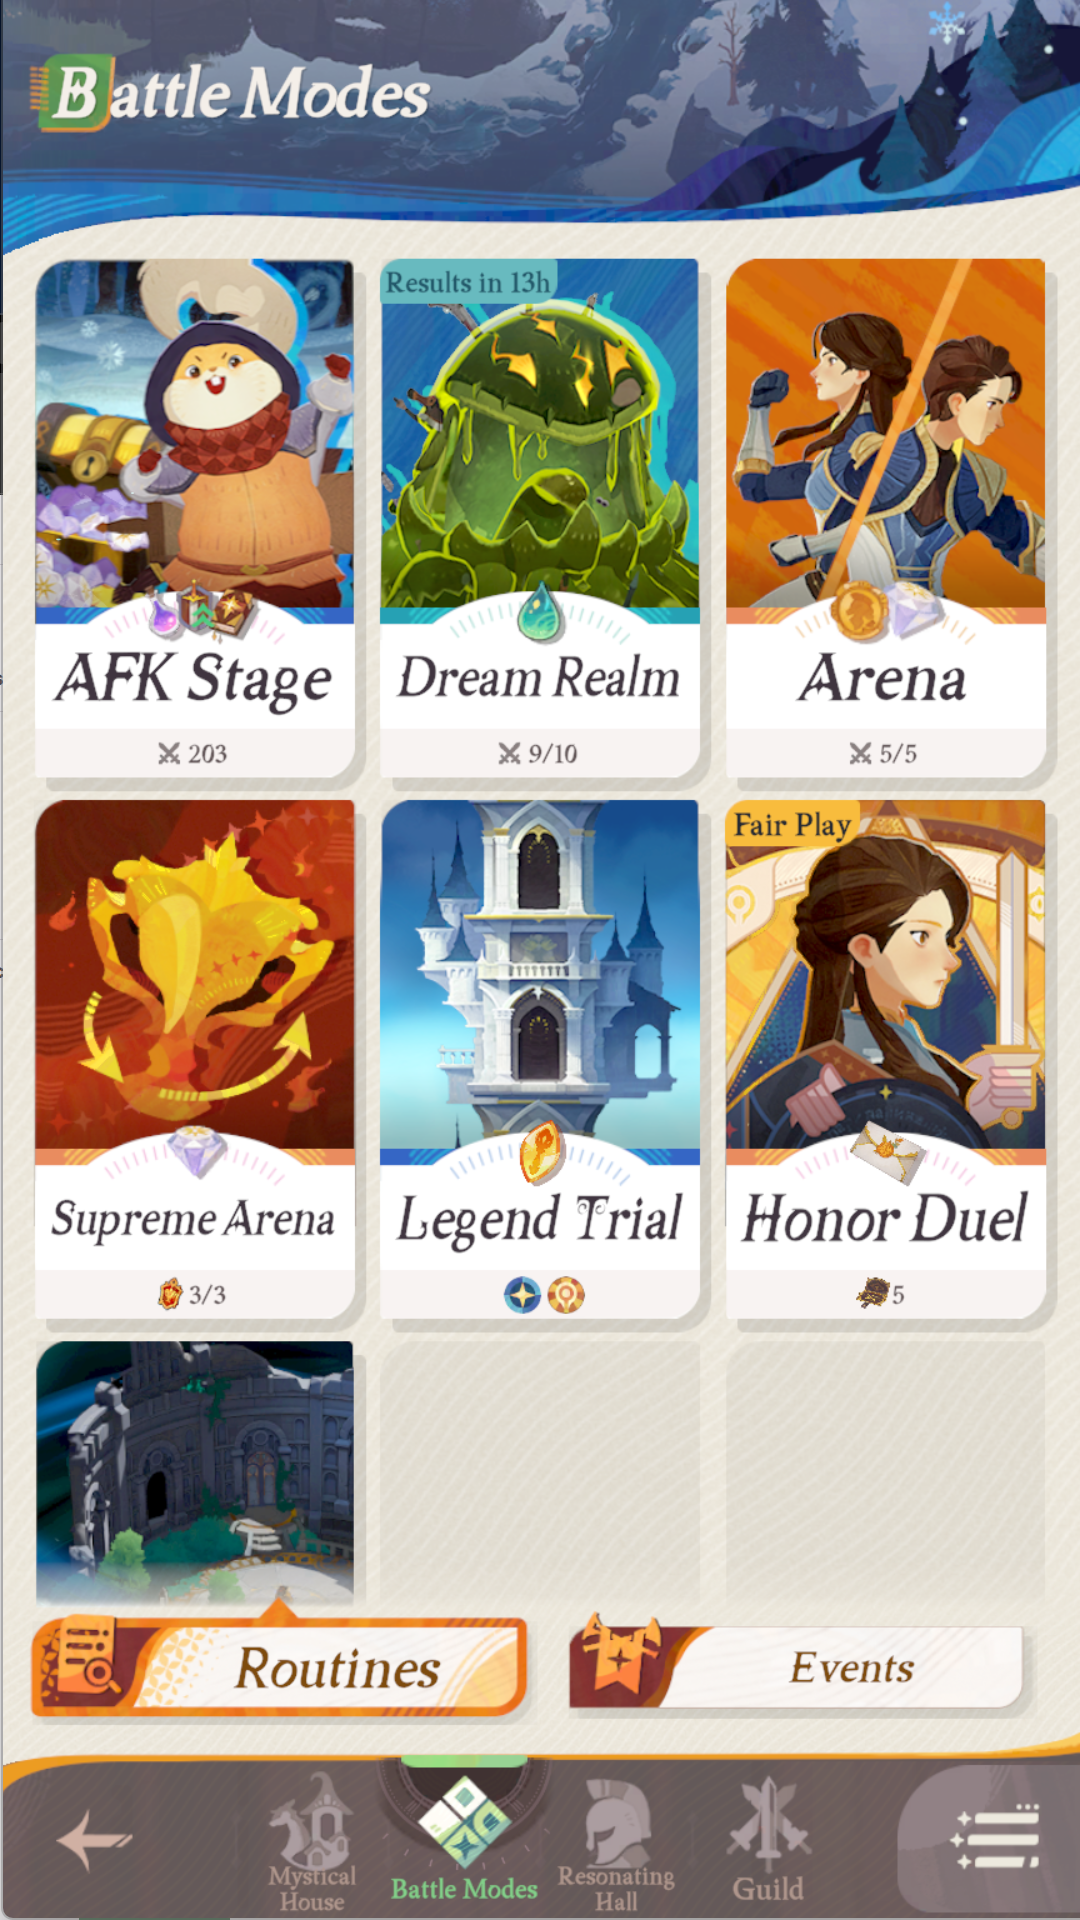 Battle Modes
Results in 13h
AFK Stage
Dream Realm
Arena
203
9/10
5/5
Fair Play
Supreme Arena
Legend Trial
Honor Duel
3/3
5
Routines
Events
Mystical
House
Battle Modes
Resonating
Hall
Guild